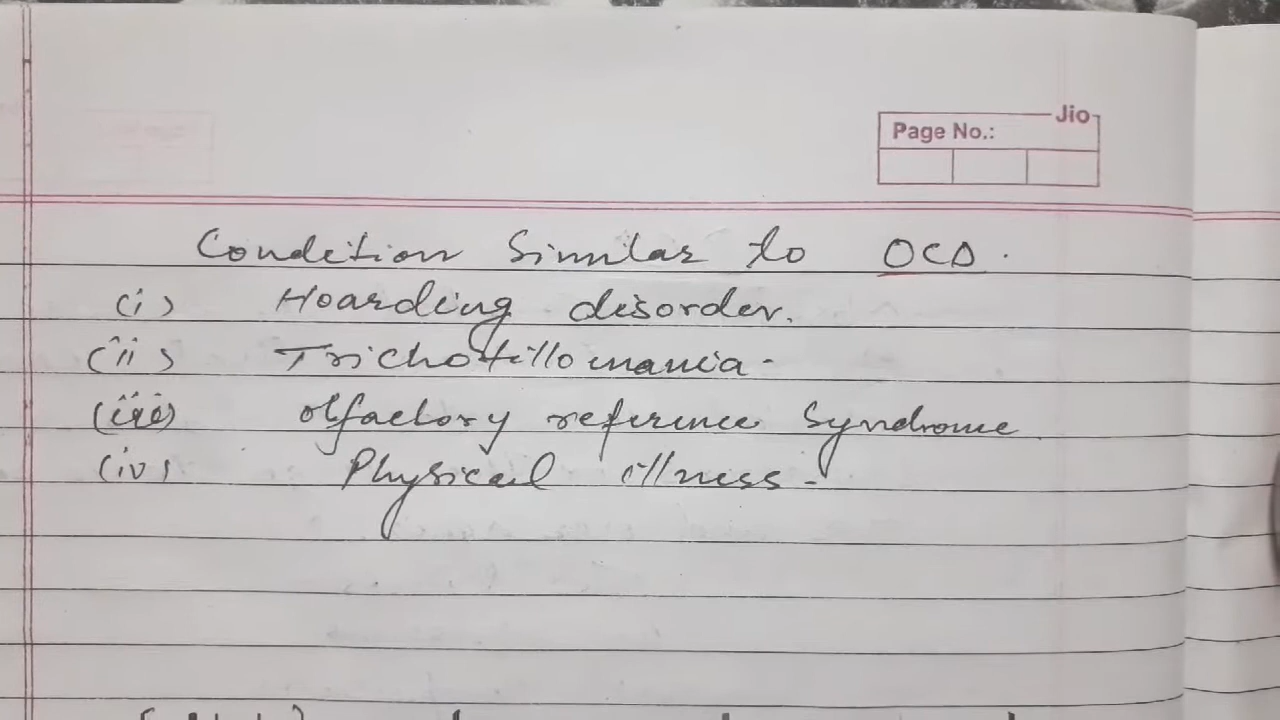 Jio
Page No.:
Condition Similar to OCD.
(i) Hoarding disorder.
(ii) Trichotillomania.
(iii) Olfactory reference Syndrome
(iv) Physical illness.